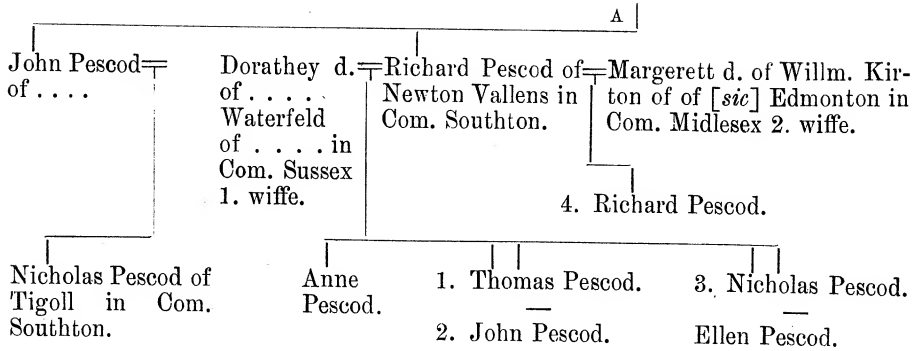 A
John Pescod
of . . . .
Dorathey d.
of . . . . .
Waterfeld
of . . . . in
Com. Sussex
1. wiffe.
Richard Pescod of
Newton Vallens in
Com. Southton.
Margerett d. of Willm. Kir-
ton of of [sic] Edmonton in
Com. Midlesex 2. wiffe.
4. Richard Pescod.
Nicholas Pescod of
Tigoll in Com.
Southton.
Anne
Pescod.
1. Thomas Pescod.
2. John Pescod.
3. Nicholas Pescod.
Ellen Pescod.